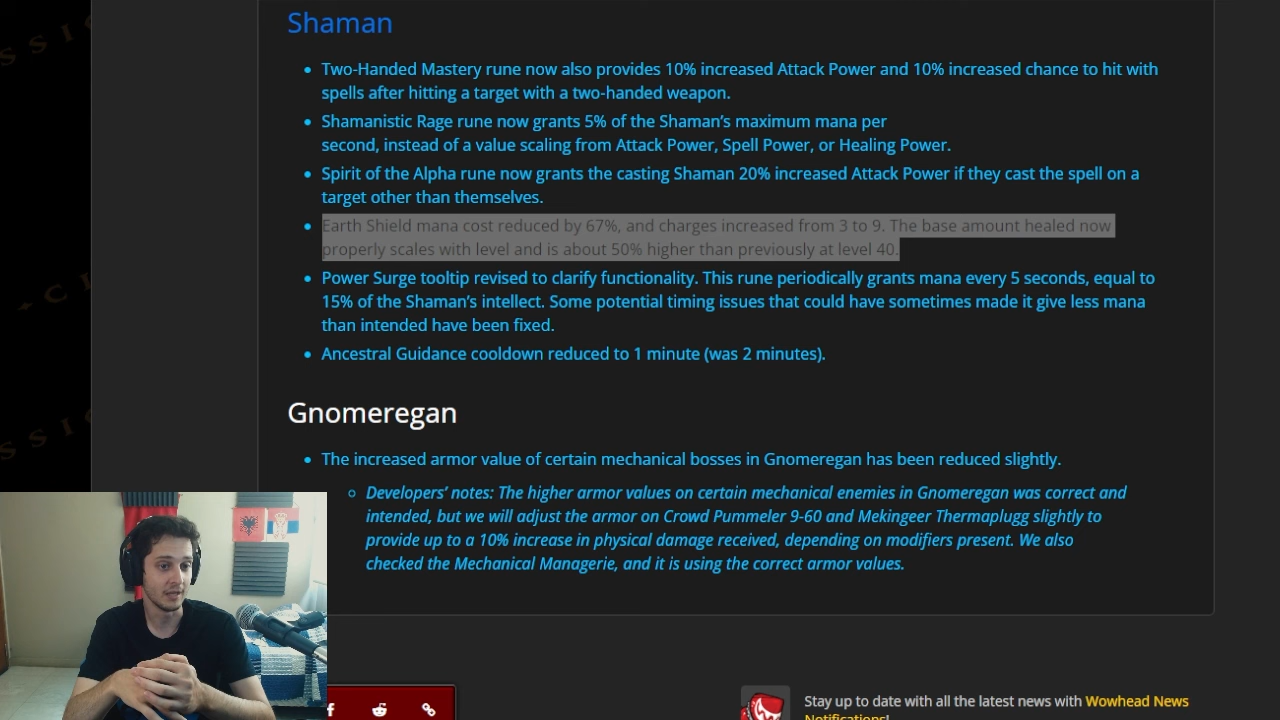 Shaman
Two-Handed Mastery rune now also provides 10% increased Attack Power and 10% increased chance to hit with
spells after hitting a target with a two-handed weapon.
Shamanistic Rage rune now grants 5% of the Shaman's maximum mana per
second, instead of a value scaling from Attack Power, Spell Power, or Healing Power.
Spirit of the Alpha rune now grants the casting Shaman 20% increased Attack Power if they cast the spell on a
target other than themselves.
Earth Shield mana cost reduced by 67%, and charges increased from 3 to 9. The base amount healed now
properly scales with level and is about 50% higher than previously at level 40.
Power Surge tooltip revised to clarify functionality. This rune periodically grants mana every 5 seconds, equal to
15% of the Shaman's intellect. Some potential timing issues that could have sometimes made it give less mana
than intended have been fixed.
Ancestral Guidance cooldown reduced to 1 minute (was 2 minutes).
Gnomeregan
The increased armor value of certain mechanical bosses in Gnomeregan has been reduced slightly.
Developers' notes: The higher armor values on certain mechanical enemies in Gnomeregan was correct and
intended, but we will adjust the armor on Crowd Pummeler 9-60 and Mekingeer Thermaplugg slightly to
provide up to a 10% increase in physical damage received, depending on modifiers present. We also
checked the Mechanical Managerie, and it is using the correct armor values.
Stay up to date with all the latest news with Wowhead News
Notifications!